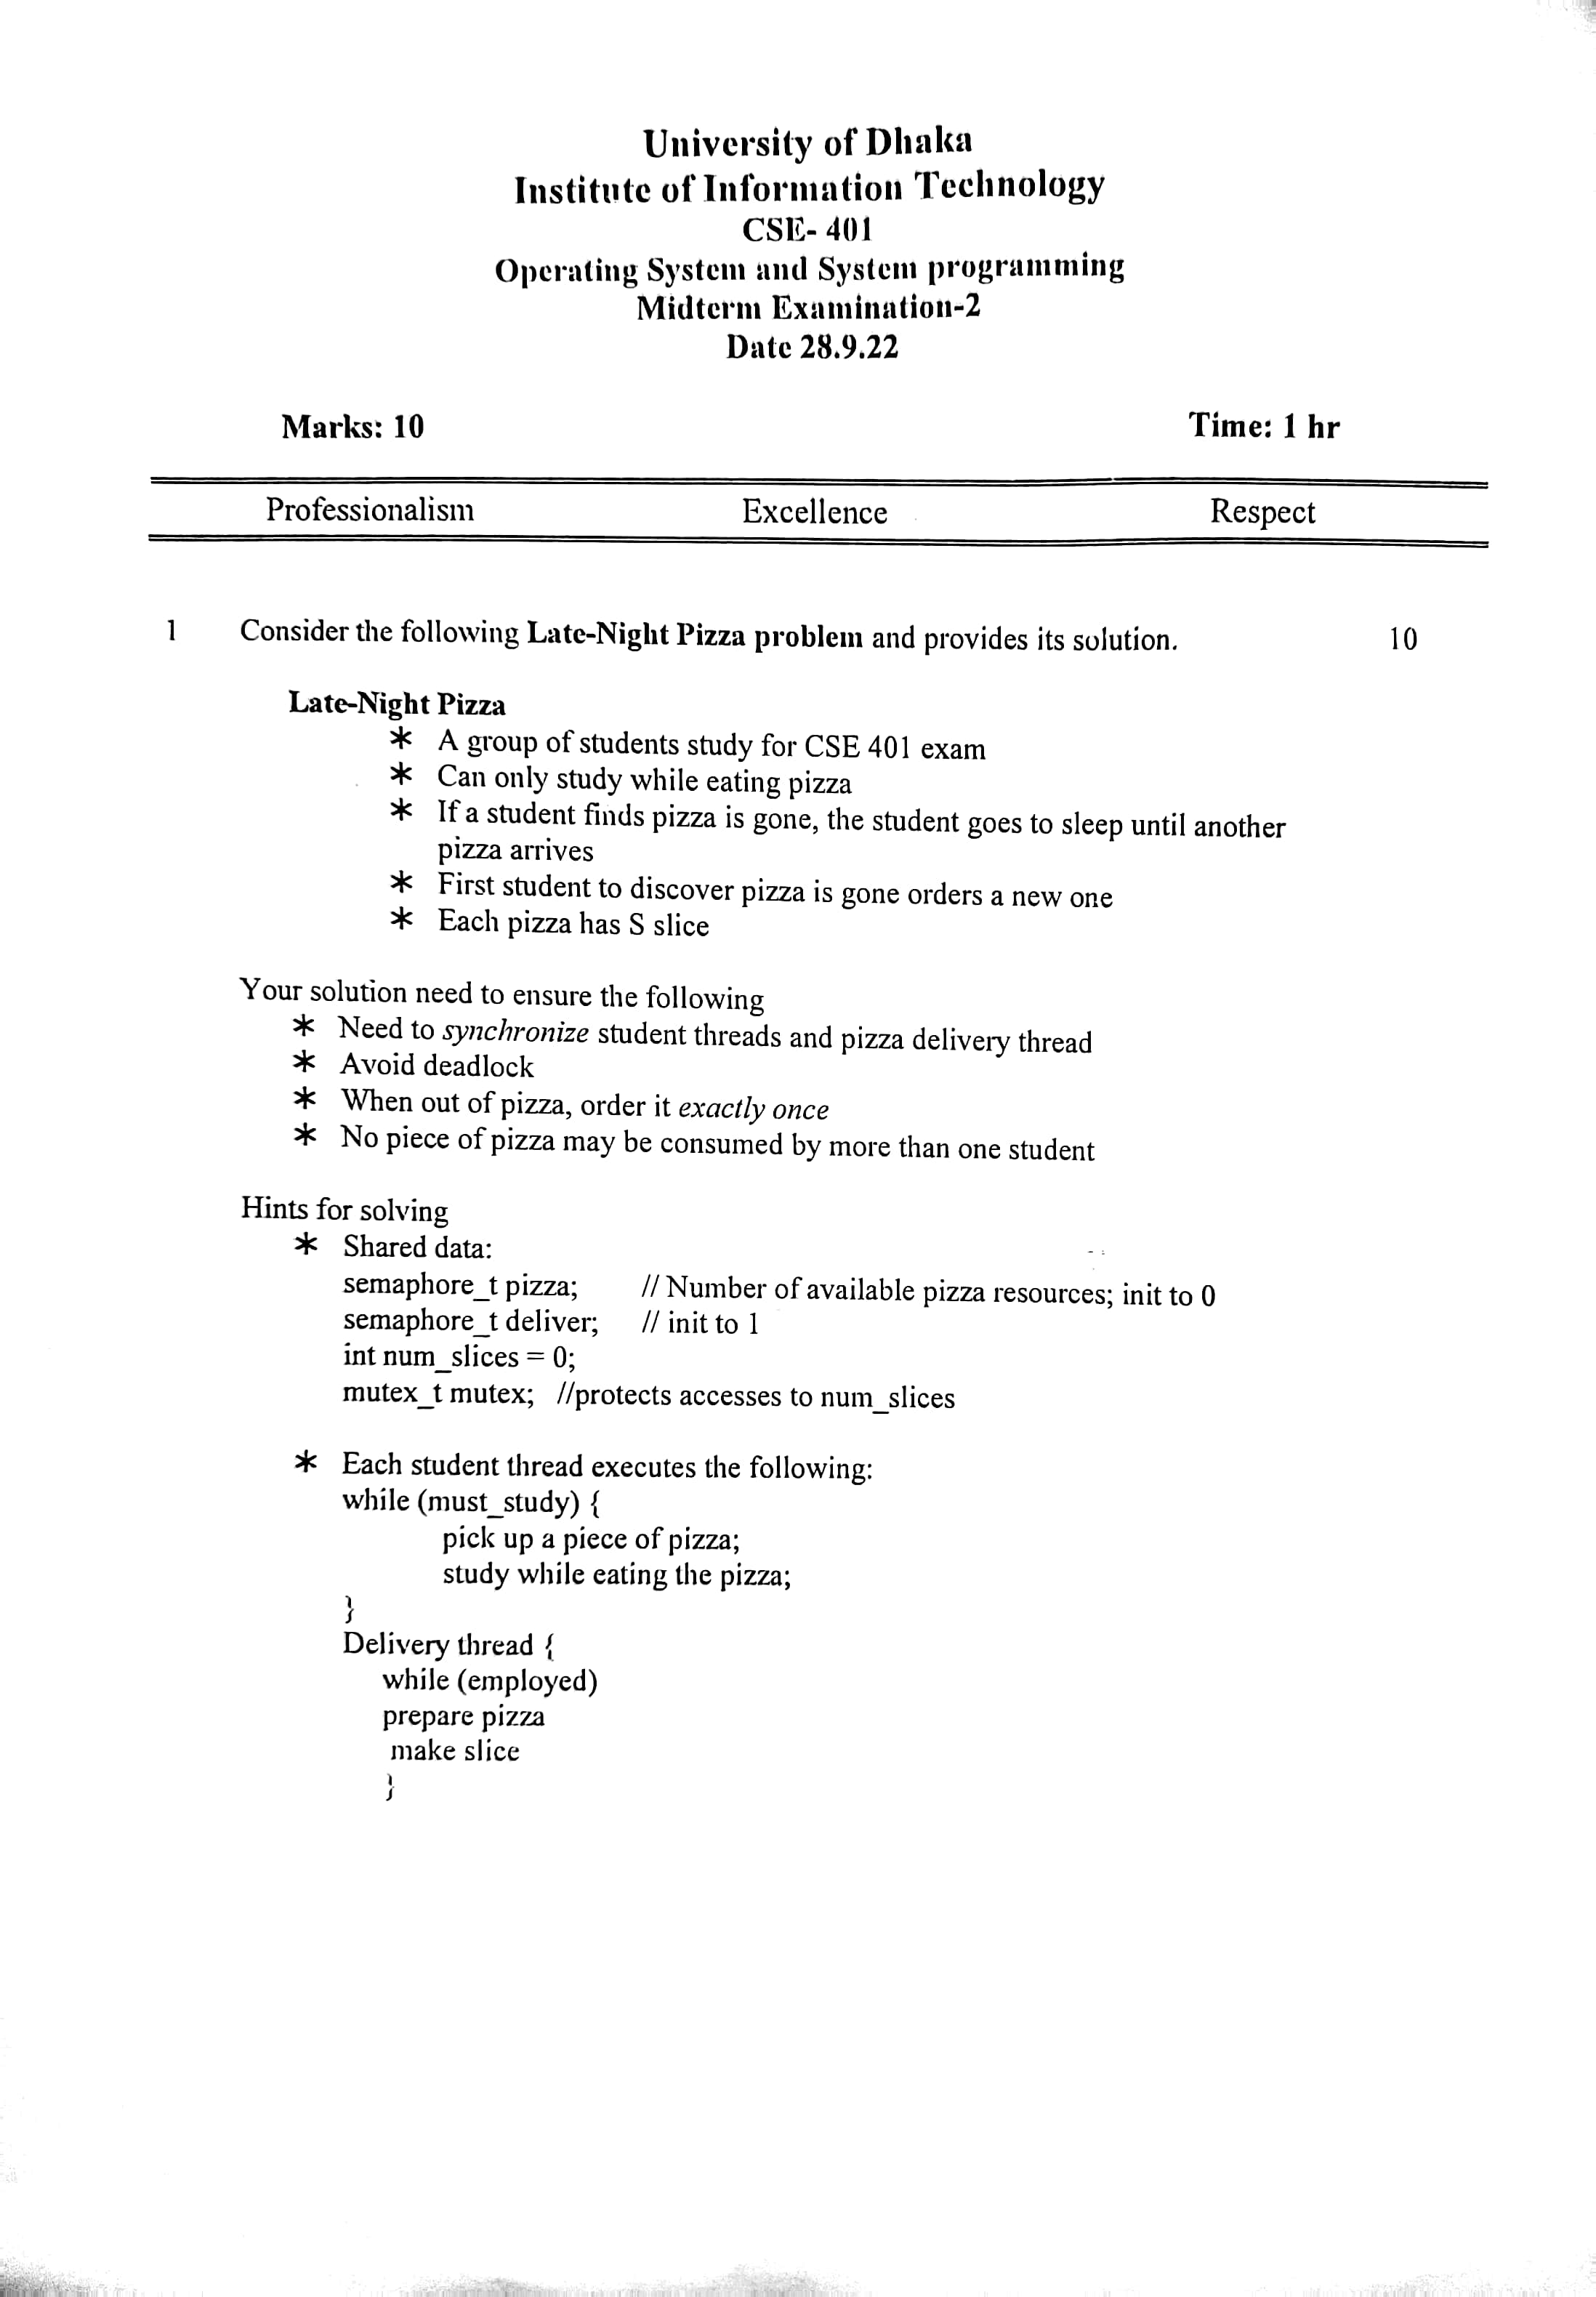 University of Dhaka
Institute of Information Technology
CSE- 401
Operating System and System programming
Midterm Examination-2
Date 28.9.22
Marks: 10 Time: 1 hr
Professionalism Excellence Respect
1 Consider the following Late-Night Pizza problem and provides its solution. 10
Late-Night Pizza
* A group of students study for CSE 401 exam
* Can only study while eating pizza
* If a student finds pizza is gone, the student goes to sleep until another
pizza arrives
* First student to discover pizza is gone orders a new one
* Each pizza has S slice
Your solution need to ensure the following
* Need to synchronize student threads and pizza delivery thread
* Avoid deadlock
* When out of pizza, order it exactly once
* No piece of pizza may be consumed by more than one student
Hints for solving
* Shared data:
semaphore_t pizza; // Number of available pizza resources; init to 0
semaphore_t deliver; // init to 1
int num_slices = 0;
mutex_t mutex; //protects accesses to num_slices
* Each student thread executes the following:
while (must_study) {
pick up a piece of pizza;
study while eating the pizza;
}
Delivery thread {
while (employed)
prepare pizza
make slice
}